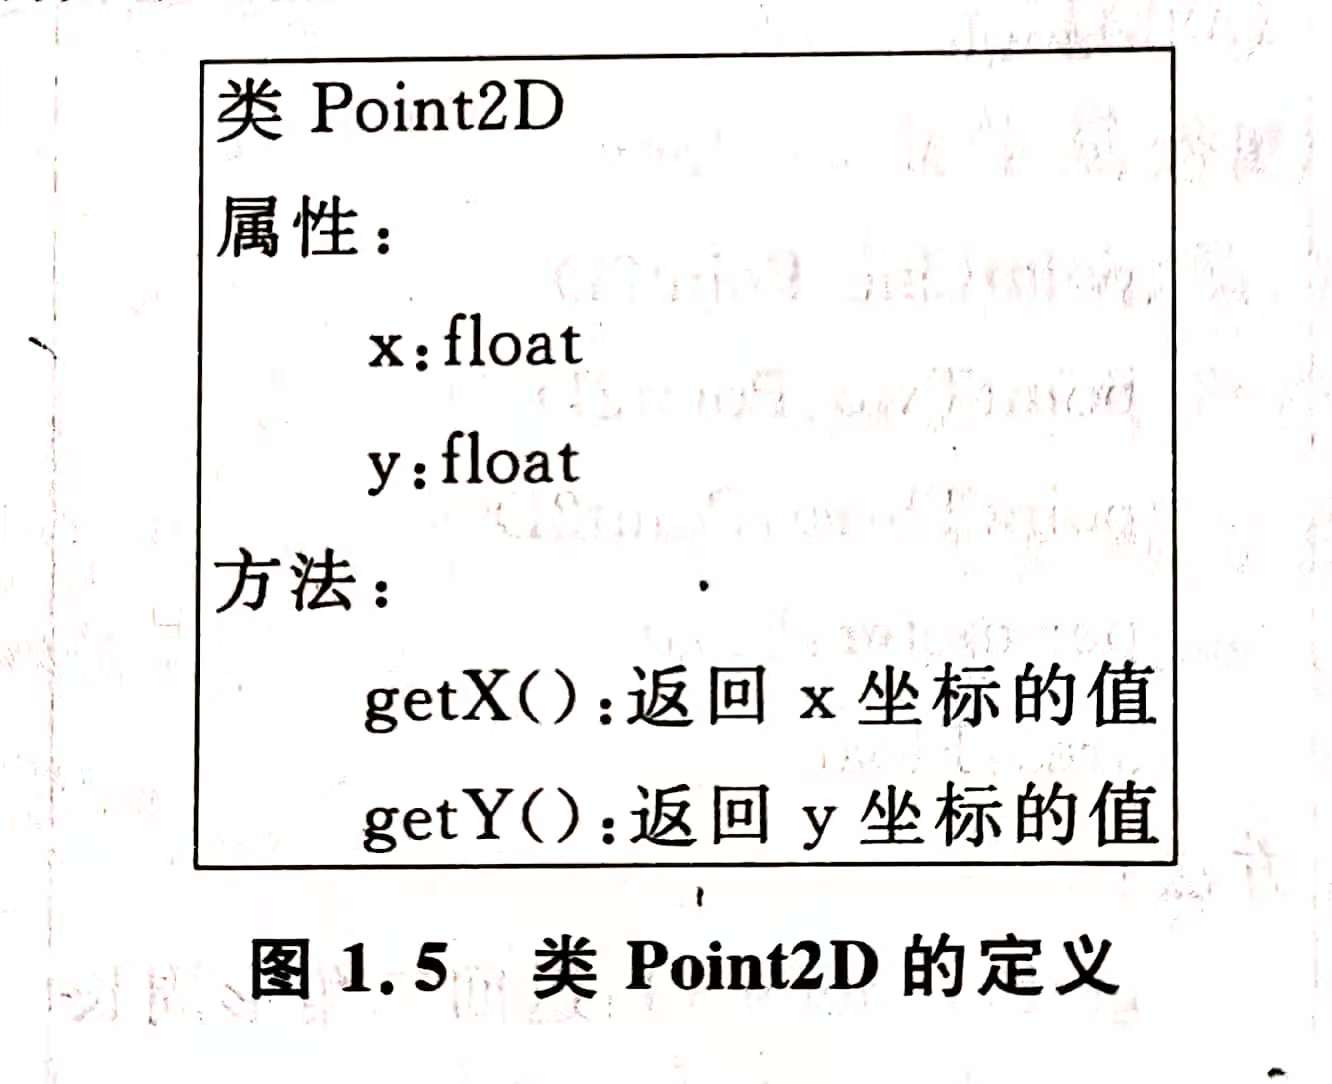 类 Point2D
属性：
x:float
y:float
方法：
getX():返回 x 坐标的值
getY():返回 y 坐标的值
图 1.5 类 Point2D 的定义